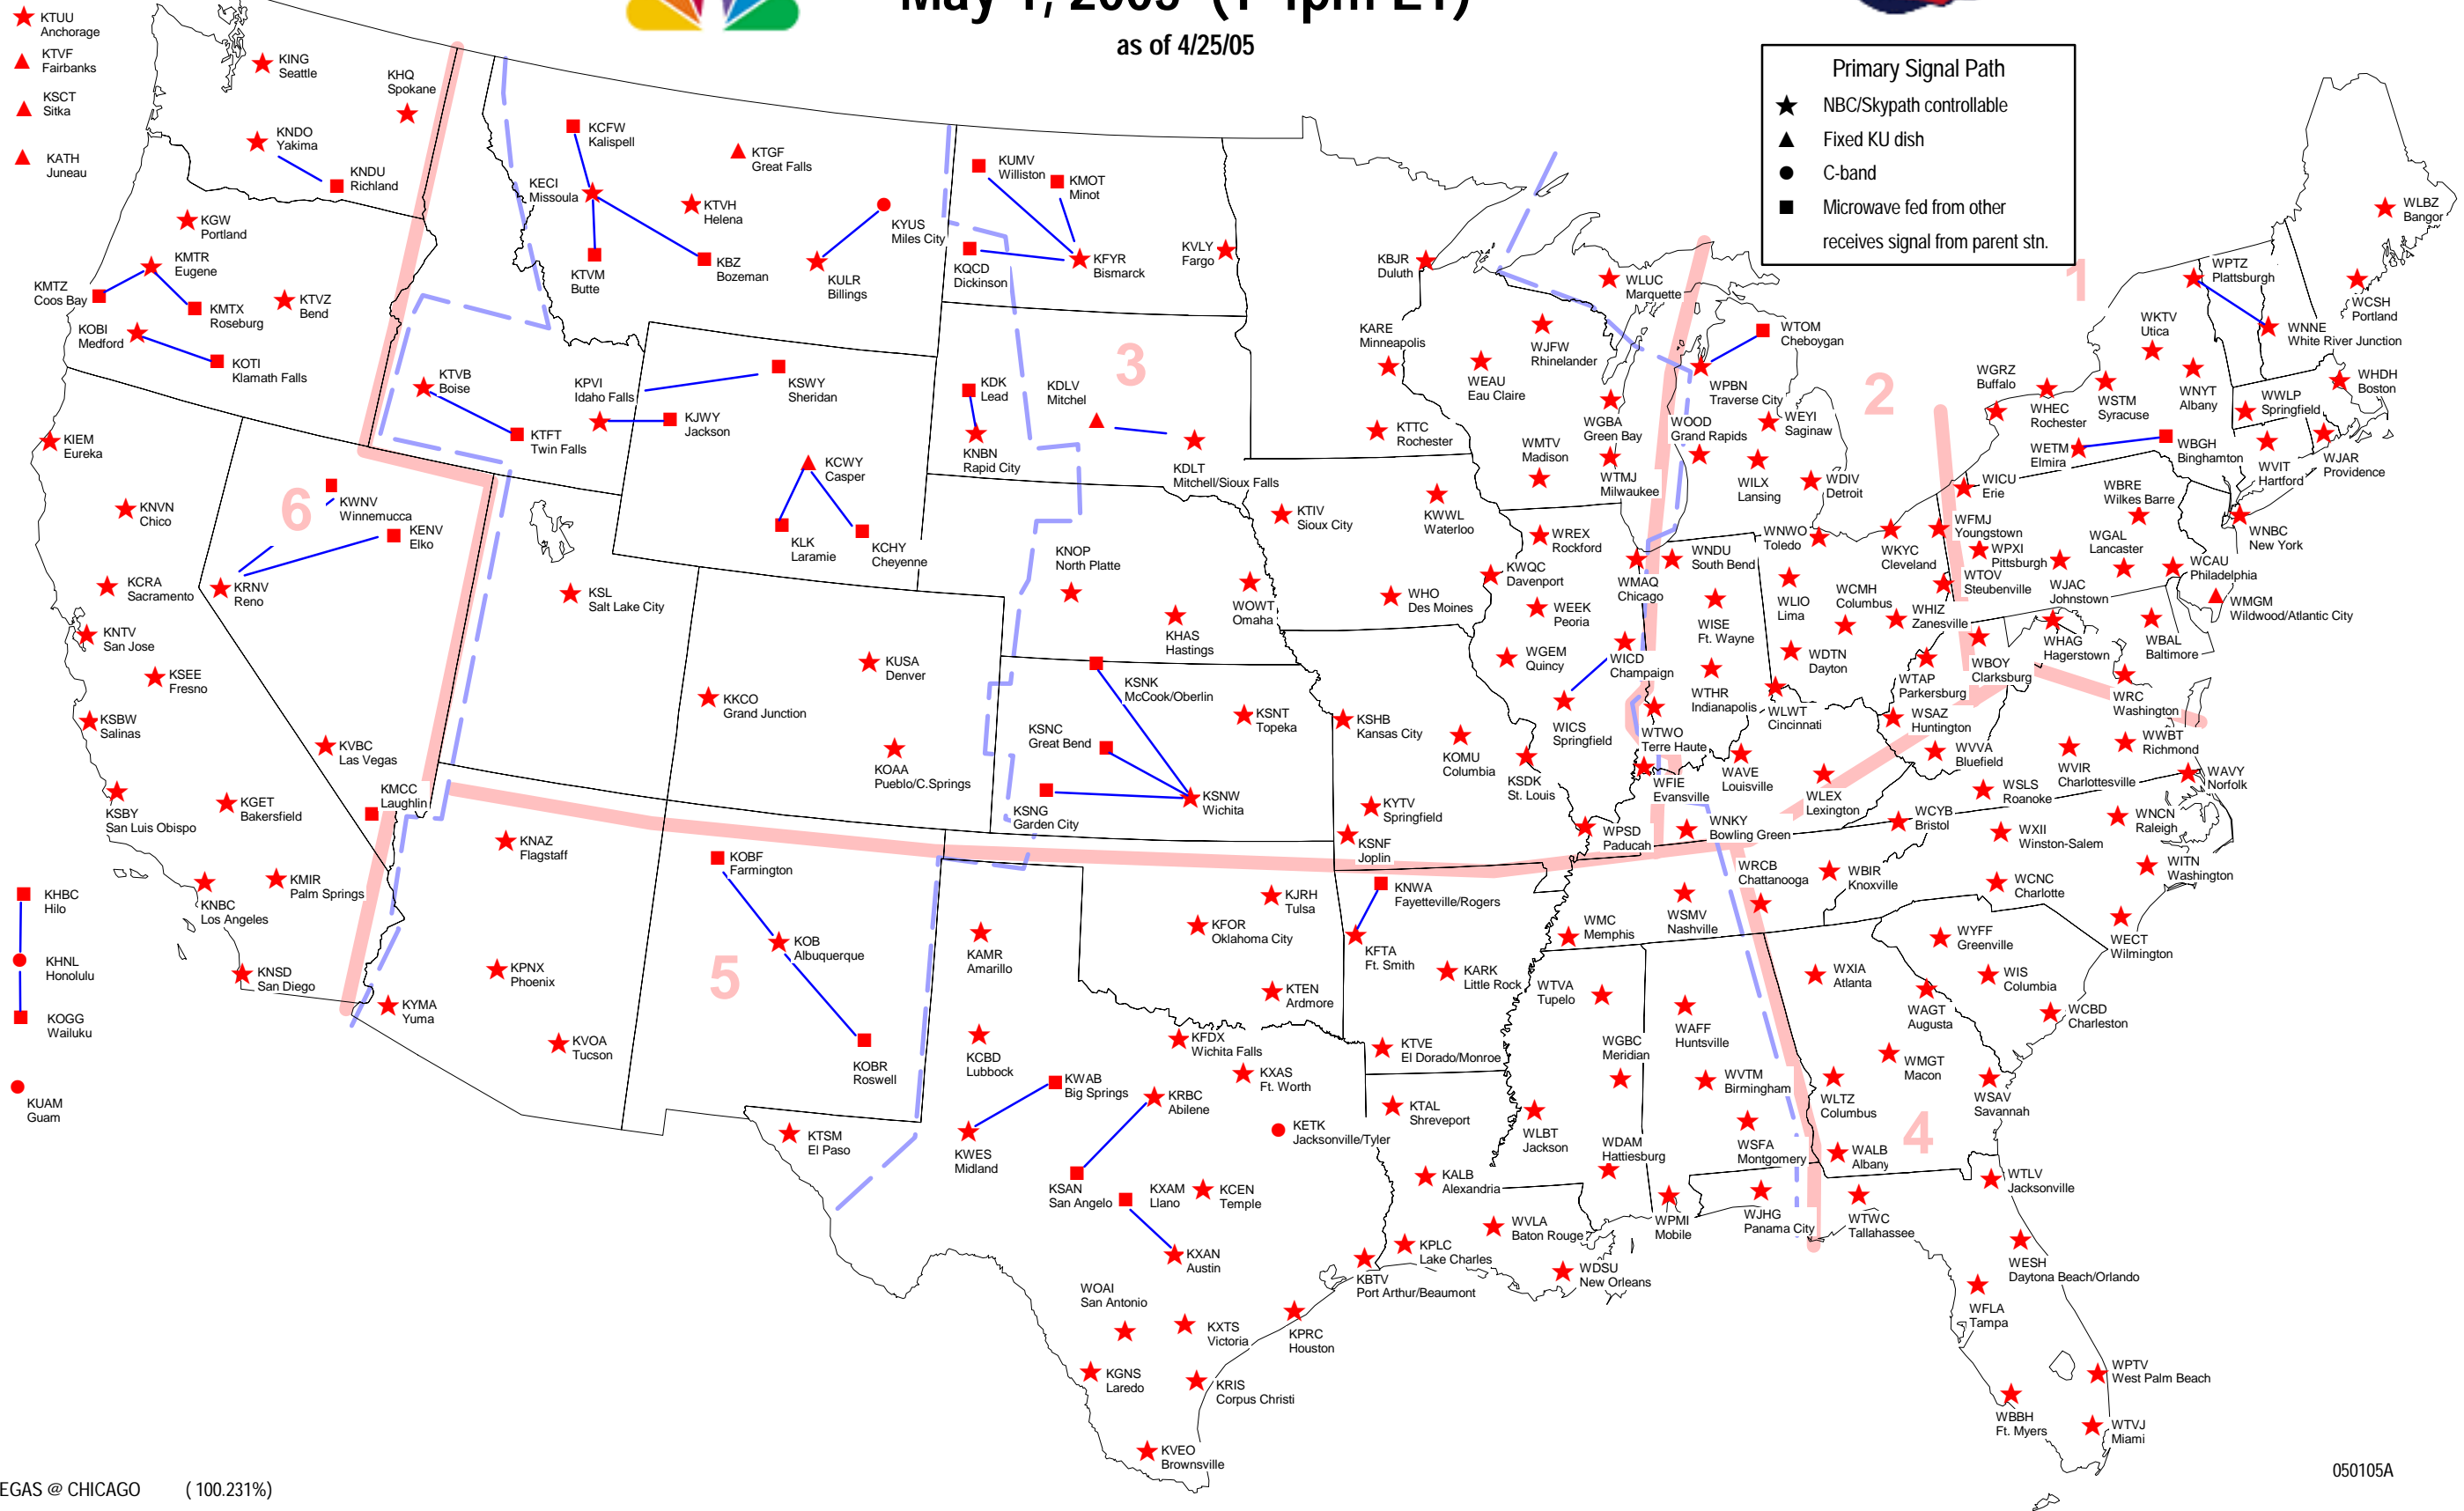 as of 4/25/05
Primary Signal Path
NBC/Skypath controllable
Fixed KU dish
C-band
Microwave fed from other
receives signal from parent stn.
KTUU
Anchorage
KTVF
Fairbanks
KSCT
Sitka
KATH
Juneau
KING
Seattle
KHQ
Spokane
KNDO
Yakima
KNDU
Richland
KGW
Portland
KMTR
Eugene
KMTZ
Coos Bay
KMTX
Roseburg
KTVZ
Bend
KOBI
Medford
KOTI
Klamath Falls
KCFW
Kalispell
KTGF
Great Falls
KECI
Missoula
KTVH
Helena
KYUS
Miles City
KTVM
Butte
KBZ
Bozeman
KULR
Billings
KUMV
Williston
KMOT
Minot
KQCD
Dickinson
KFYR
Bismarck
KVLY
Fargo
KBJR
Duluth
WLUC
Marquette
1
WLBZ
Bangor
WPTZ
Plattsburgh
WCSH
Portland
WKTV
Utica
WNNE
White River Junction
KTVB
Boise
KPVI
Idaho Falls
KSWY
Sheridan
KJWY
Jackson
KTFT
Twin Falls
KDK
Lead
KDLV
Mitchel
3
KNBN
Rapid City
KDLT
Mitchell/Sioux Falls
KARE
Minneapolis
WJFW
Rhinelander
WEAU
Eau Claire
KTTC
Rochester
WTOM
Cheboygan
WPBN
Traverse City
2
WGRZ
Buffalo
WHEC
Rochester
WSTM
Syracuse
WNYT
Albany
WHDH
Boston
WWLP
Springfield
WGBA
Green Bay
WOOD
Grand Rapids
WEYI
Saginaw
WMTV
Madison
WTMJ
Milwaukee
WILX
Lansing
WDIV
Detroit
WETM
Elmira
WBGH
Binghamton
WVIT
Hartford
WJAR
Providence
WICU
Erie
WBRE
Wilkes Barre
KIEM
Eureka
KNVN
Chico
6
KWNV
Winnemucca
KENV
Elko
KCRA
Sacramento
KRNV
Reno
KCWY
Casper
KLK
Laramie
KCHY
Cheyenne
KSL
Salt Lake City
KNOP
North Platte
KTIV
Sioux City
KWWL
Waterloo
WREX
Rockford
KWQC
Davenport
WMAQ
Chicago
WNDU
South Bend
WNWO
Toledo
WKYC
Cleveland
WFMJ
Youngstown
WPXI
Pittsburgh
WGAL
Lancaster
WNBC
New York
WCAU
Philadelphia
WTOV
Steubenville
WJAC
Johnstown
WMGM
Wildwood/Atlantic City
KNTV
San Jose
KSEE
Fresno
KSBW
Salinas
KHAS
Hastings
WOWT
Omaha
WHO
Des Moines
WEEK
Peoria
WISE
Ft. Wayne
WLIO
Lima
WCMH
Columbus
WHIZ
Zanesville
WHAG
Hagerstown
WBAL
Baltimore
KUSA
Denver
KKCO
Grand Junction
KSNK
McCook/Oberlin
WGEM
Quincy
WICD
Champaign
WTHR
Indianapolis
WDTN
Dayton
WTAP
Parkersburg
WBOY
Clarksburg
WRC
Washington
KVBC
Las Vegas
KOAA
Pueblo/C.Springs
KSNC
Great Bend
KSNT
Topeka
KSHB
Kansas City
KOMU
Columbia
WICS
Springfield
KSDK
St. Louis
WTWO
Terre Haute
WLWT
Cincinnati
WSAZ
Huntington
WVVA
Bluefield
WVIR
Charlottesville
WWBT
Richmond
KSBY
San Luis Obispo
KGET
Bakersfield
KMCC
Laughlin
KSNG
Garden City
KSNW
Wichita
KYTV
Springfield
KSNF
Joplin
WFIE
Evansville
WAVE
Louisville
WLEX
Lexington
WSLS
Roanoke
WAVY
Norfolk
WPSD
Paducah
WNKY
Bowling Green
WCYB
Bristol
WXII
Winston-Salem
WNCN
Raleigh
KNAZ
Flagstaff
KOBF
Farmington
KHBC
Hilo
KNBC
Los Angeles
KMIR
Palm Springs
KJRH
Tulsa
KNWA
Fayetteville/Rogers
WRCB
Chattanooga
WBIR
Knoxville
WCNC
Charlotte
WITN
Washington
KHNL
Honolulu
KOGG
Wailuku
KUAM
Guam
KNSD
San Diego
KYMA
Yuma
KPNX
Phoenix
KVOA
Tucson
5
KOB
Albuquerque
KOBR
Roswell
KAMR
Amarillo
KFOR
Oklahoma City
KFTA
Ft. Smith
KARK
Little Rock
WMC
Memphis
WSMV
Nashville
WYFF
Greenville
WECT
Wilmington
KTEN
Ardmore
WTVA
Tupelo
WAFF
Huntsville
WXIA
Atlanta
WIS
Columbia
WAGT
Augusta
WCBD
Charleston
KCBD
Lubbock
KFDX
Wichita Falls
KTVE
El Dorado/Monroe
WGBC
Meridian
WMGT
Macon
KWAB
Big Springs
KRBC
Abilene
KXAS
Ft. Worth
KTAL
Shreveport
WVTM
Birmingham
WLTZ
Columbus
WSAV
Savannah
KTSM
El Paso
KWES
Midland
KETK
Jacksonville/Tyler
WLBT
Jackson
WDAM
Hattiesburg
WSFA
Montgomery
WALB
Albany
4
KSAN
San Angelo
KXAM
Llano
KCEN
Temple
KALB
Alexandria
WTLV
Jacksonville
KXAN
Austin
KPLC
Lake Charles
WVLA
Baton Rouge
WPMI
Mobile
WJHG
Panama City
WTWC
Tallahassee
KBTV
Port Arthur/Beaumont
WDSU
New Orleans
WESH
Daytona Beach/Orlando
WOAI
San Antonio
KXTS
Victoria
KPRC
Houston
WFLA
Tampa
KGNS
Laredo
KRIS
Corpus Christi
WPTV
West Palm Beach
WBBH
Ft. Myers
WTVJ
Miami
KVEO
Brownsville
EGAS @ CHICAGO ( 100.231%)
050105A